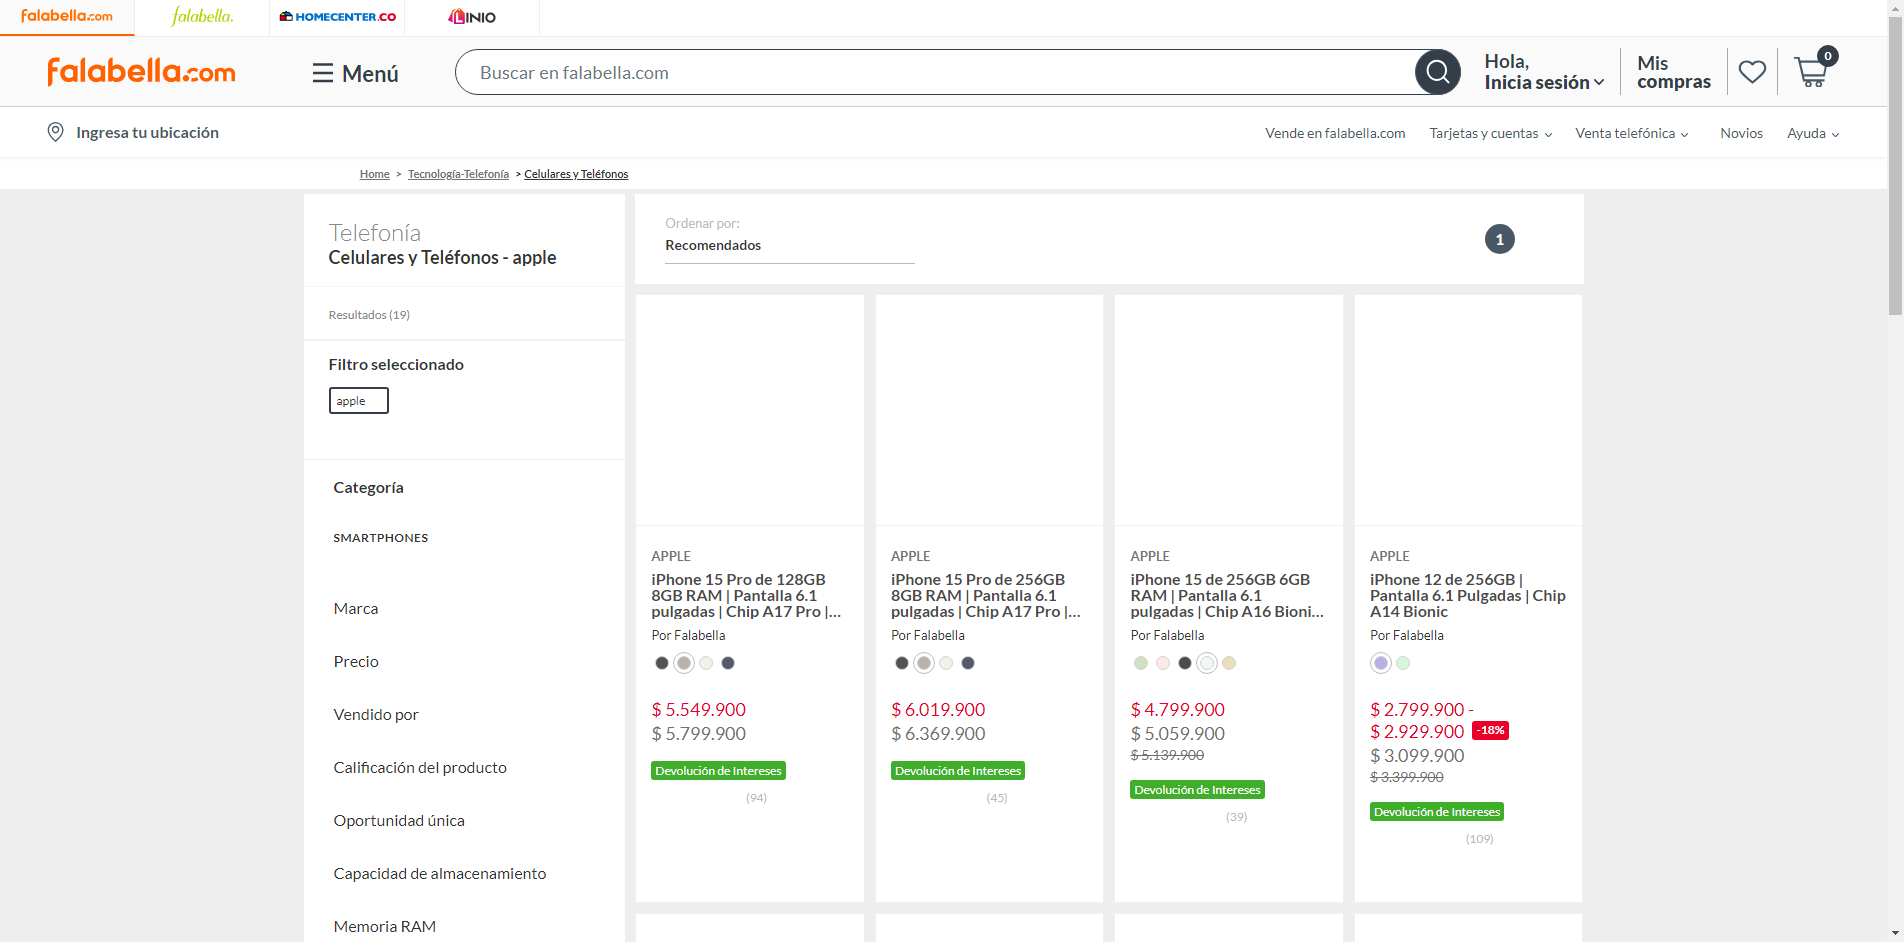 falabella.com
falabella.
HOMECENTER.CO
LINIO
falabella.com
Menú
Buscar en falabella.com
Hola,
Inicia sesión
Mis
compras
0
Ingresa tu ubicación
Vende en falabella.com
Tarjetas y cuentas
Venta telefónica
Novios
Ayuda
Home > Tecnología-Telefonía > Celulares y Teléfonos
Telefonía
Celulares y Teléfonos - apple
Resultados (19)
Filtro seleccionado
apple
Categoría
SMARTPHONES
Marca
Precio
Vendido por
Calificación del producto
Oportunidad única
Capacidad de almacenamiento
Memoria RAM
Ordenar por:
Recomendados
1
APPLE
iPhone 15 Pro de 128GB
8GB RAM | Pantalla 6.1
pulgadas | Chip A17 Pro |...
Por Falabella
$ 5.549.900
$ 5.799.900
Devolución de Intereses
(94)
APPLE
iPhone 15 Pro de 256GB
8GB RAM | Pantalla 6.1
pulgadas | Chip A17 Pro |...
Por Falabella
$ 6.019.900
$ 6.369.900
Devolución de Intereses
(45)
APPLE
iPhone 15 de 256GB 6GB
RAM | Pantalla 6.1
pulgadas | Chip A16 Bioni...
Por Falabella
$ 4.799.900
$ 5.059.900
$ 5.139.900
Devolución de Intereses
(39)
APPLE
iPhone 12 de 256GB |
Pantalla 6.1 Pulgadas | Chip
A14 Bionic
Por Falabella
$ 2.799.900 -
$ 2.929.900 -18%
$ 3.099.900
$ 3.399.900
Devolución de Intereses
(109)